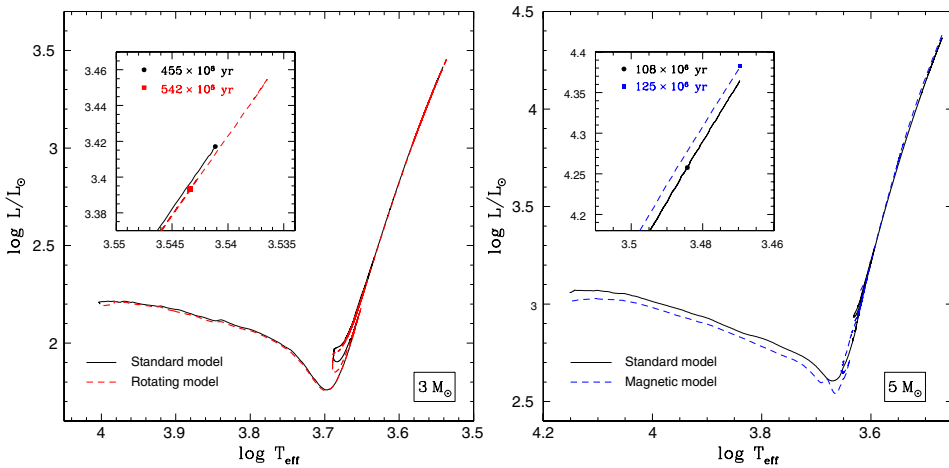 3.5
3
2.5
2
log L/L⊙
4
3.9
3.8
3.7
3.6
3.5
log T_eff
3.46
3.44
3.42
3.4
3.38
3.55
3.545
3.54
3.535
455 × 10⁶ yr
542 × 10⁶ yr
Standard model
Rotating model
3 M⊙
4.5
4
3.5
3
2.5
log L/L⊙
4.2
4
3.8
3.6
log T_eff
4.4
4.35
4.3
4.25
4.2
3.5
3.48
3.46
108 × 10⁶ yr
125 × 10⁶ yr
Standard model
Magnetic model
5 M⊙